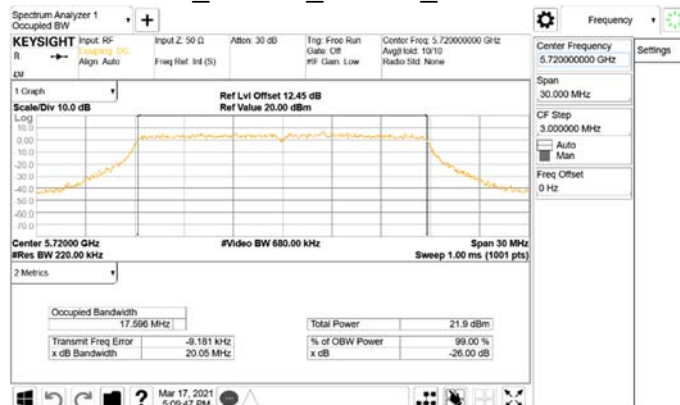 Spectrum Analyzer 1
Occupied BW
+
Frequency
KEYSIGHT
R
Input: RF
Coupling: DC
Align: Auto
Input Z: 50 Ω
Freq Ref: Int (S)
Atten: 30 dB
Trig: Free Run
Gate: Off
#IF Gain: Low
Center Freq: 5.720000000 GHz
Avg|Hold: 10/10
Radio Std: None
Center Frequency
5.720000000 GHz
Settings
Span
30.000 MHz
CF Step
3.000000 MHz
Auto
Man
Freq Offset
0 Hz
1 Graph
Scale/Div 10.0 dB
Ref Lvl Offset 12.45 dB
Ref Value 20.00 dBm
Log
10.0
0.00
-10.0
-20.0
-30.0
-40.0
-50.0
-60.0
-70.0
Center 5.72000 GHz
#Video BW 680.00 kHz
Span 30 MHz
#Res BW 220.00 kHz
Sweep 1.00 ms (1001 pts)
2 Metrics
Occupied Bandwidth
17.596 MHz
Total Power 21.9 dBm
Transmit Freq Error -9.181 kHz
% of OBW Power 99.00 %
x dB Bandwidth 20.05 MHz
x dB -26.00 dB
?
Mar 17, 2021
5:09:47 PM